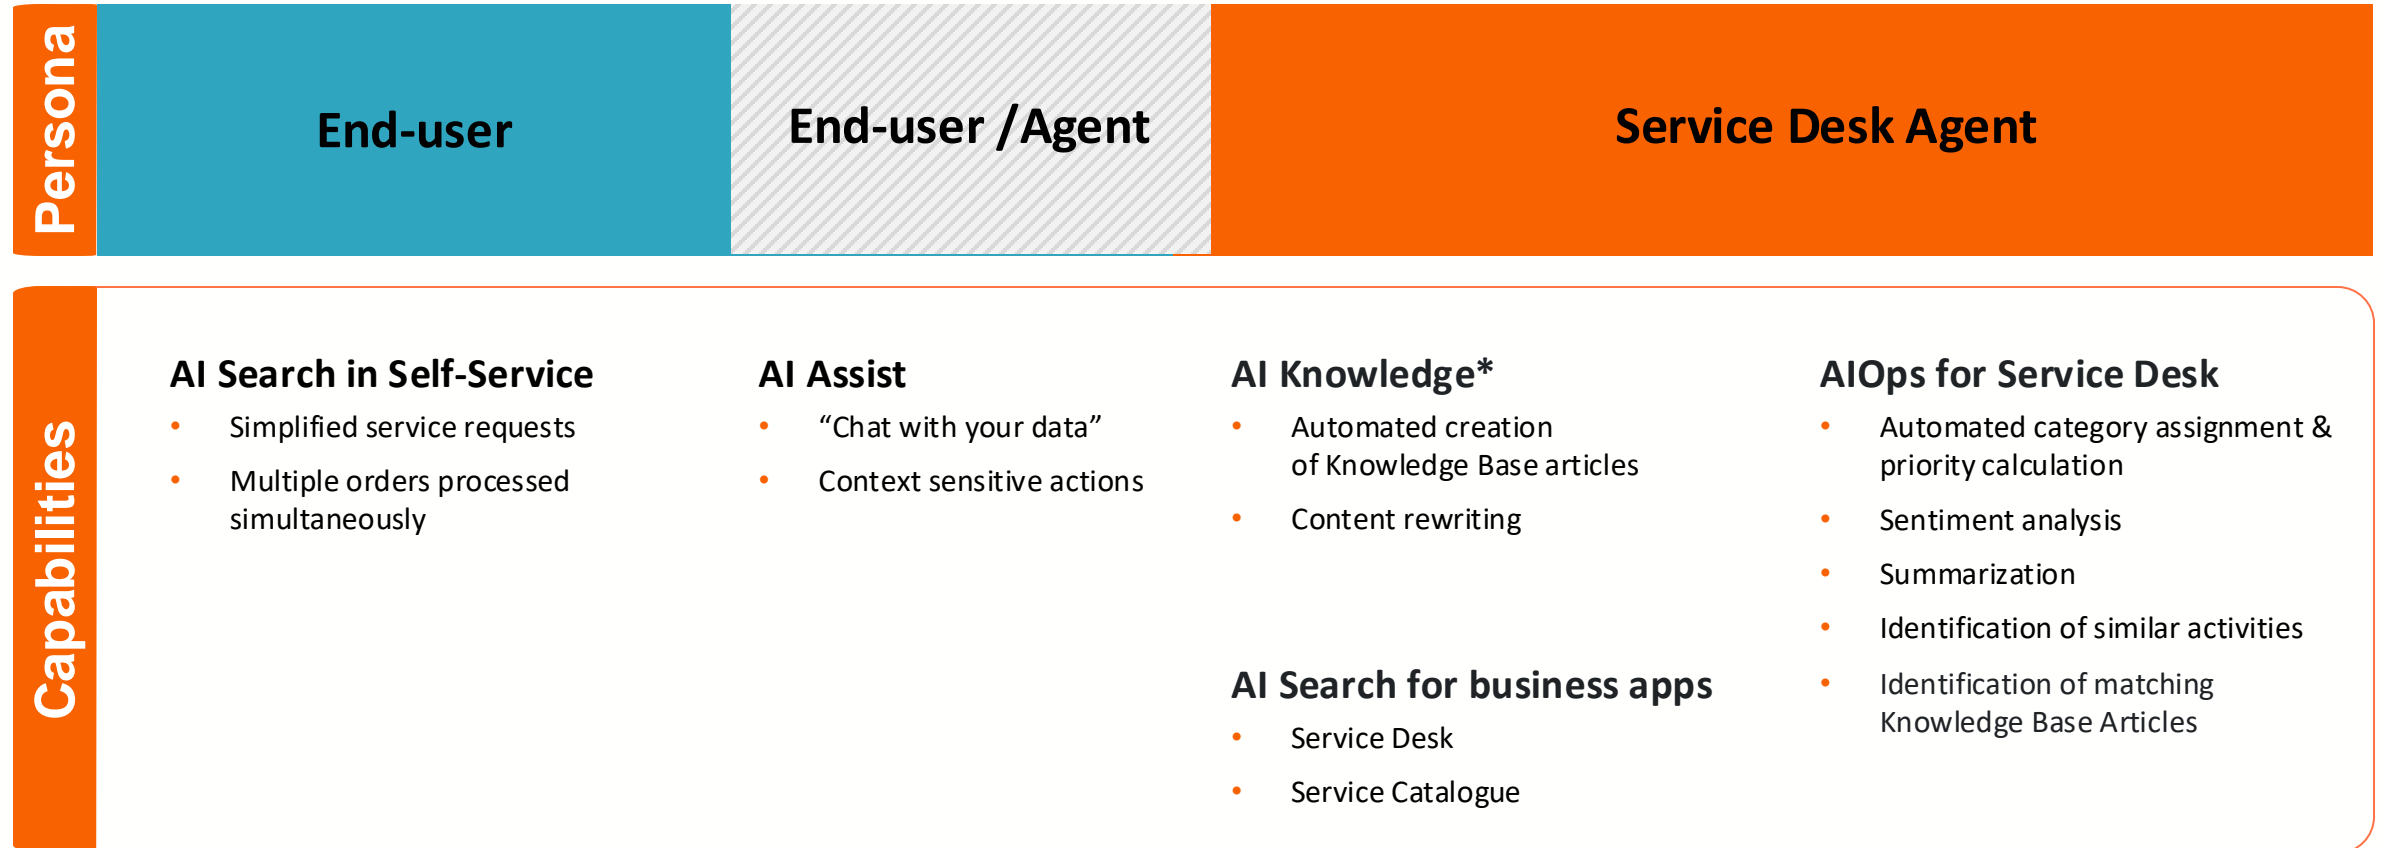 Persona
End-user
End-user /Agent
Service Desk Agent
Capabilities
AI Search in Self-Service
• Simplified service requests
• Multiple orders processed
simultaneously
AI Assist
• “Chat with your data”
• Context sensitive actions
AI Knowledge*
• Automated creation
of Knowledge Base articles
• Content rewriting
AI Search for business apps
• Service Desk
• Service Catalogue
AIOps for Service Desk
• Automated category assignment &
priority calculation
• Sentiment analysis
• Summarization
• Identification of similar activities
• Identification of matching
Knowledge Base Articles